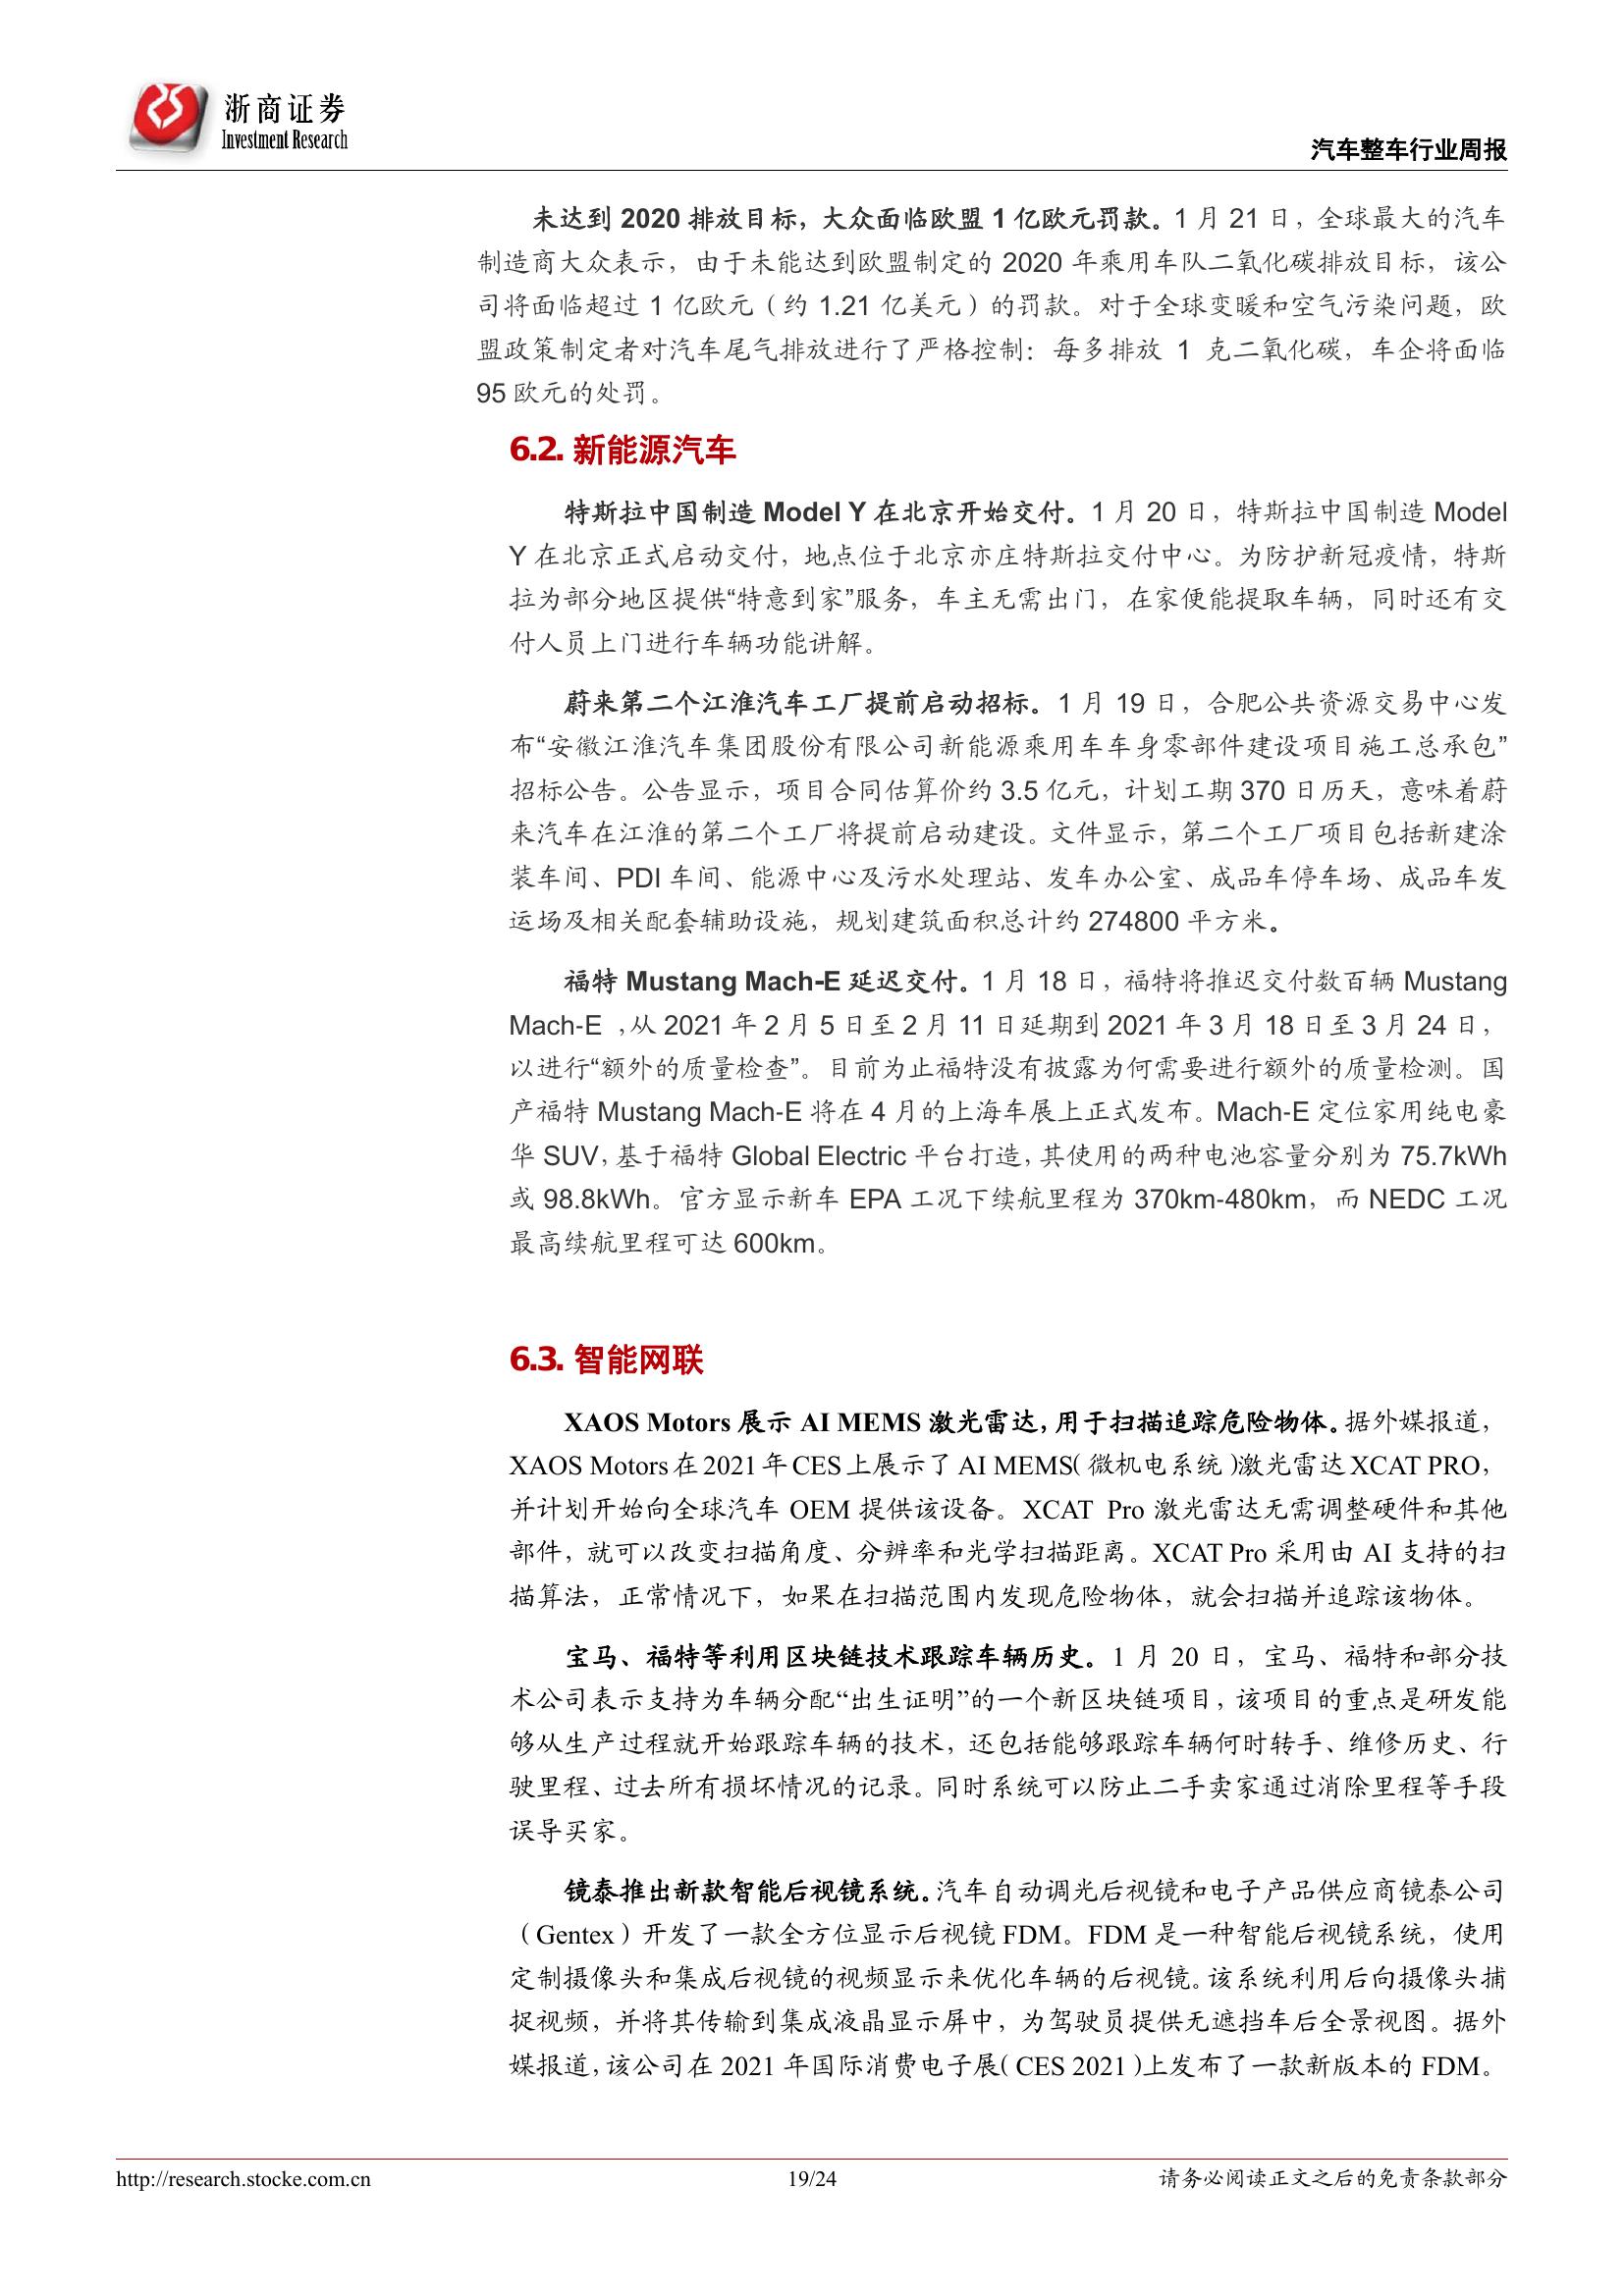 浙商证券
Investment Research
汽车整车行业周报
未达到 2020 排放目标，大众面临欧盟 1 亿欧元罚款。1 月 21 日，全球最大的汽车
制造商大众表示，由于未能达到欧盟制定的 2020 年乘用车队二氧化碳排放目标，该公
司将面临超过 1 亿欧元（约 1.21 亿美元）的罚款。对于全球变暖和空气污染问题，欧
盟政策制定者对汽车尾气排放进行了严格控制：每多排放 1 克二氧化碳，车企将面临
95 欧元的处罚。
6.2. 新能源汽车
特斯拉中国制造 Model Y 在北京开始交付。1 月 20 日，特斯拉中国制造 Model
Y 在北京正式启动交付，地点位于北京亦庄特斯拉交付中心。为防护新冠疫情，特斯
拉为部分地区提供“特意到家”服务，车主无需出门，在家便能提取车辆，同时还有交
付人员上门进行车辆功能讲解。
蔚来第二个江淮汽车工厂提前启动招标。1 月 19 日，合肥公共资源交易中心发
布“安徽江淮汽车集团股份有限公司新能源乘用车车身零部件建设项目施工总承包”
招标公告。公告显示，项目合同估算价约 3.5 亿元，计划工期 370 日历天，意味着蔚
来汽车在江淮的第二个工厂将提前启动建设。文件显示，第二个工厂项目包括新建涂
装车间、PDI 车间、能源中心及污水处理站、发车办公室、成品车停车场、成品车发
运场及相关配套辅助设施，规划建筑面积总计约 274800 平方米。
福特 Mustang Mach-E 延迟交付。1 月 18 日，福特将推迟交付数百辆 Mustang
Mach-E ，从 2021 年 2 月 5 日至 2 月 11 日延期到 2021 年 3 月 18 日至 3 月 24 日，
以进行“额外的质量检查”。目前为止福特没有披露为何需要进行额外的质量检测。国
产福特 Mustang Mach-E 将在 4 月的上海车展上正式发布。Mach-E 定位家用纯电豪
华 SUV，基于福特 Global Electric 平台打造，其使用的两种电池容量分别为 75.7kWh
或 98.8kWh。官方显示新车 EPA 工况下续航里程为 370km-480km，而 NEDC 工况
最高续航里程可达 600km。
6.3. 智能网联
XAOS Motors 展示 AI MEMS 激光雷达，用于扫描追踪危险物体。据外媒报道，
XAOS Motors 在 2021 年 CES 上展示了 AI MEMS（微机电系统）激光雷达 XCAT PRO，
并计划开始向全球汽车 OEM 提供该设备。XCAT Pro 激光雷达无需调整硬件和其他
部件，就可以改变扫描角度、分辨率和光学扫描距离。XCAT Pro 采用由 AI 支持的扫
描算法，正常情况下，如果在扫描范围内发现危险物体，就会扫描并追踪该物体。
宝马、福特等利用区块链技术跟踪车辆历史。1 月 20 日，宝马、福特和部分技
术公司表示支持为车辆分配“出生证明”的一个新区块链项目，该项目的重点是研发能
够从生产过程就开始跟踪车辆的技术，还包括能够跟踪车辆何时转手、维修历史、行
驶里程、过去所有损坏情况的记录。同时系统可以防止二手卖家通过消除里程等手段
误导买家。
镜泰推出新款智能后视镜系统。汽车自动调光后视镜和电子产品供应商镜泰公司
（Gentex）开发了一款全方位显示后视镜 FDM。FDM 是一种智能后视镜系统，使用
定制摄像头和集成后视镜的视频显示来优化车辆的后视镜。该系统利用后向摄像头捕
捉视频，并将其传输到集成液晶显示屏中，为驾驶员提供无遮挡车后全景视图。据外
媒报道，该公司在 2021 年国际消费电子展（CES 2021）上发布了一款新版本的 FDM。
http://research.stocke.com.cn
19/24
请务必阅读正文之后的免责条款部分